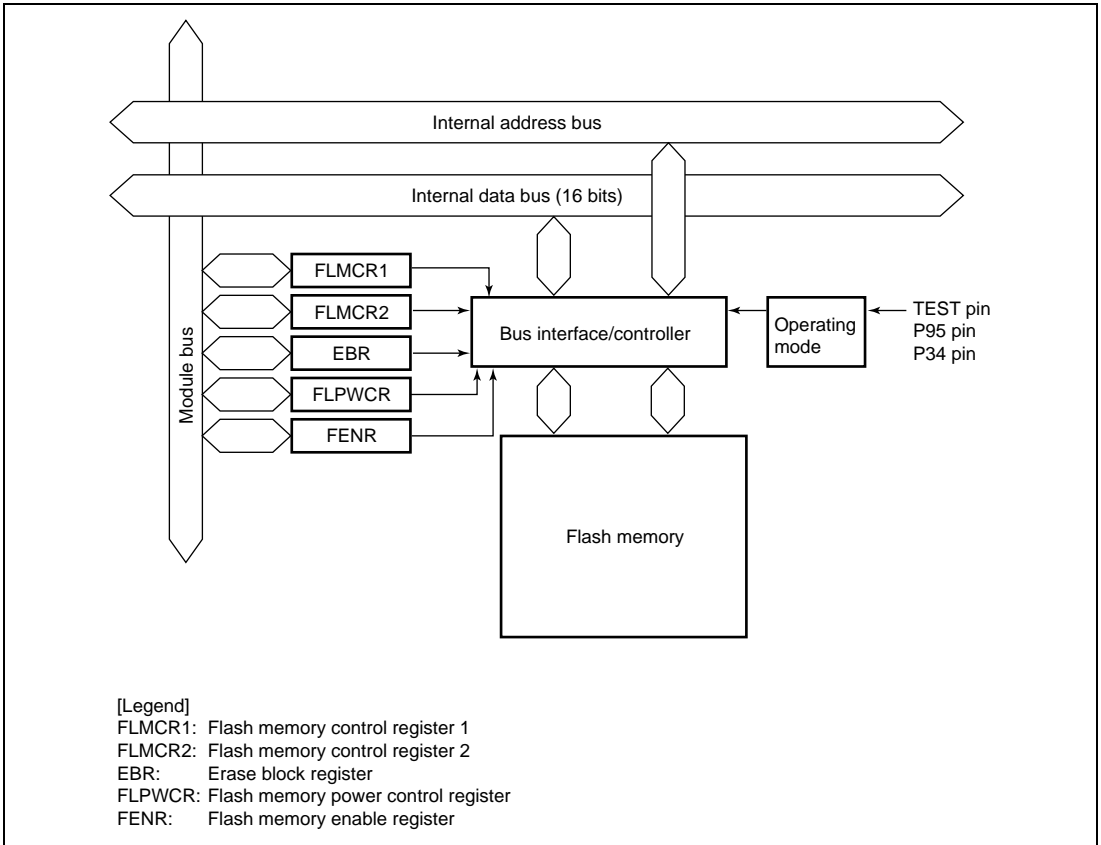 Internal address bus
Internal data bus (16 bits)
Module bus
FLMCR1
FLMCR2
EBR
FLPWCR
FENR
Bus interface/controller
Operating
mode
TEST pin
P95 pin
P34 pin
Flash memory
[Legend]
FLMCR1: Flash memory control register 1
FLMCR2: Flash memory control register 2
EBR: Erase block register
FLPWCR: Flash memory power control register
FENR: Flash memory enable register